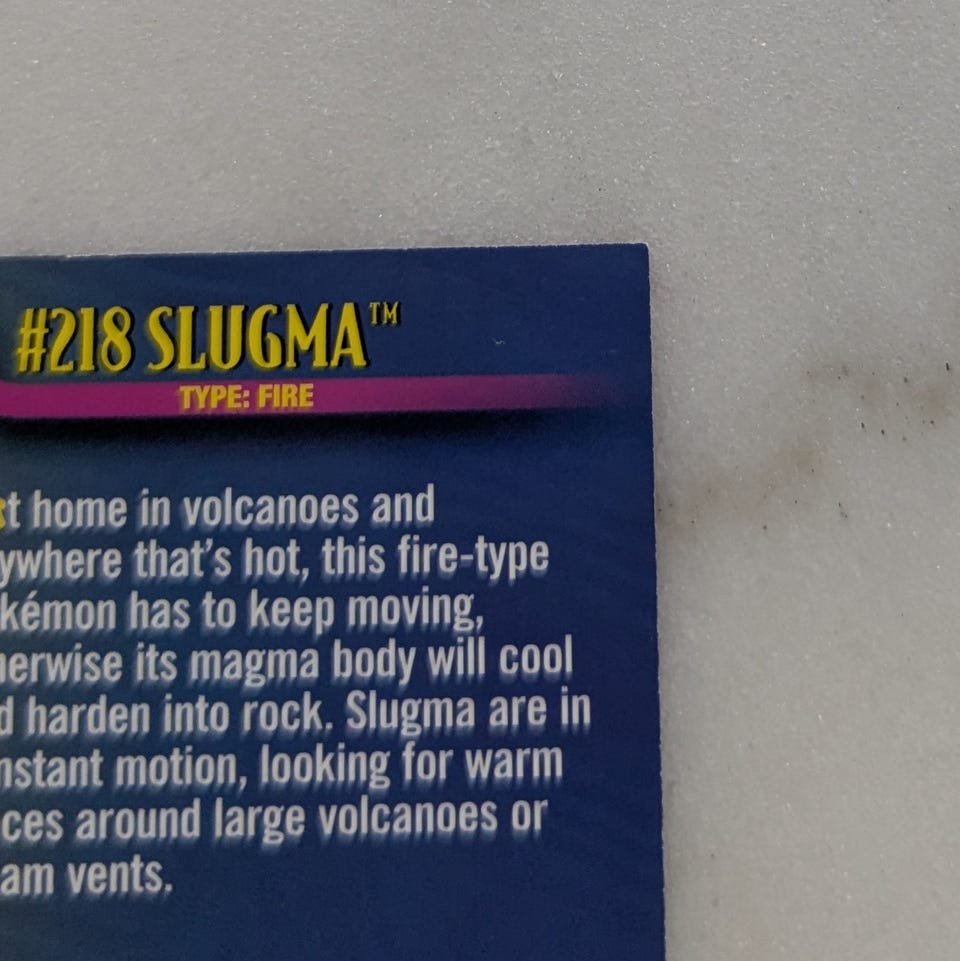 #218 SLUGMA™
TYPE: FIRE
t home in volcanoes and
ywhere that's hot, this fire-type
kémon has to keep moving,
herwise its magma body will cool
d harden into rock. Slugma are in
nstant motion, looking for warm
ces around large volcanoes or
am vents.